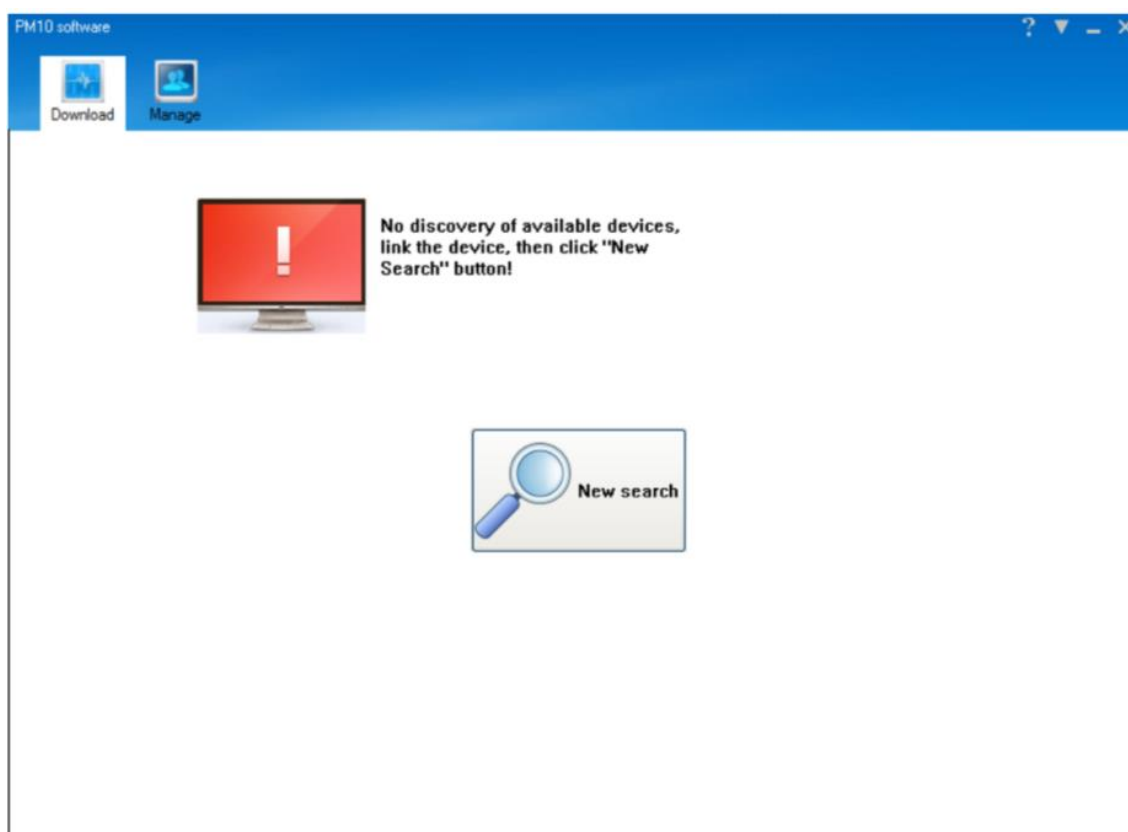 PM10 software
?
Download
Manage
No discovery of available devices,
link the device, then click "New
Search" button!
New search